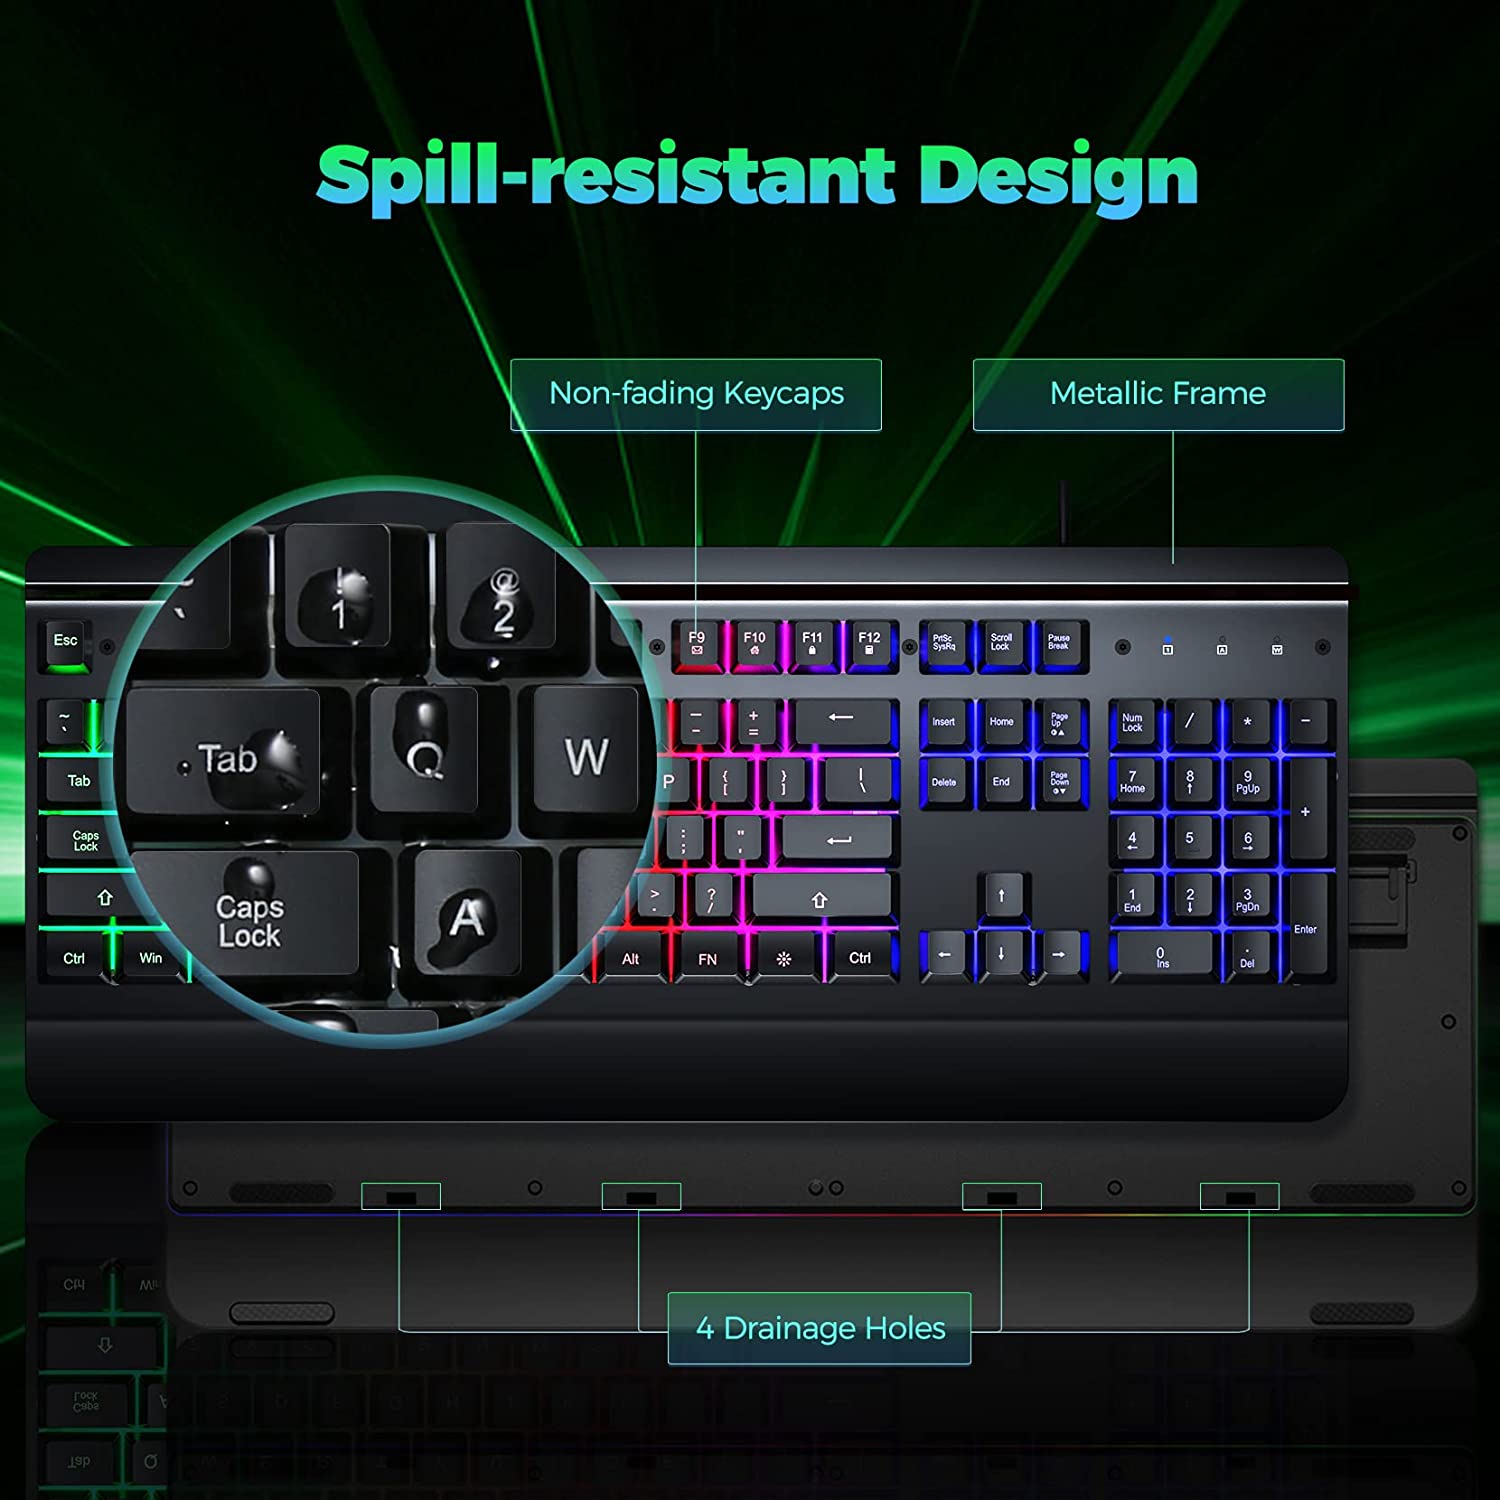 Spill-resistant Design
Non-fading Keycaps
Metallic Frame
! 1
@ 2
Tab
Q
W
Caps Lock
A
Esc
F9
F10
F11
F12
PrtSc SysRq
Scroll Lock
Pause Break
1
A
W
~ `
- -
+ =
←
Insert
Home
Page Up
Num Lock
/
*
-
Tab
P
{ [
} ]
| \
Delete
End
Page Down
7 Home
8 ↑
9 PgUp
+
Caps Lock
: ;
" '
4 ←
5
6 →
> .
? /
↑
1 End
2 ↓
3 PgDn
Enter
Ctrl
Win
Alt
FN
Ctrl
←
↓
→
0 Ins
. Del
4 Drainage Holes